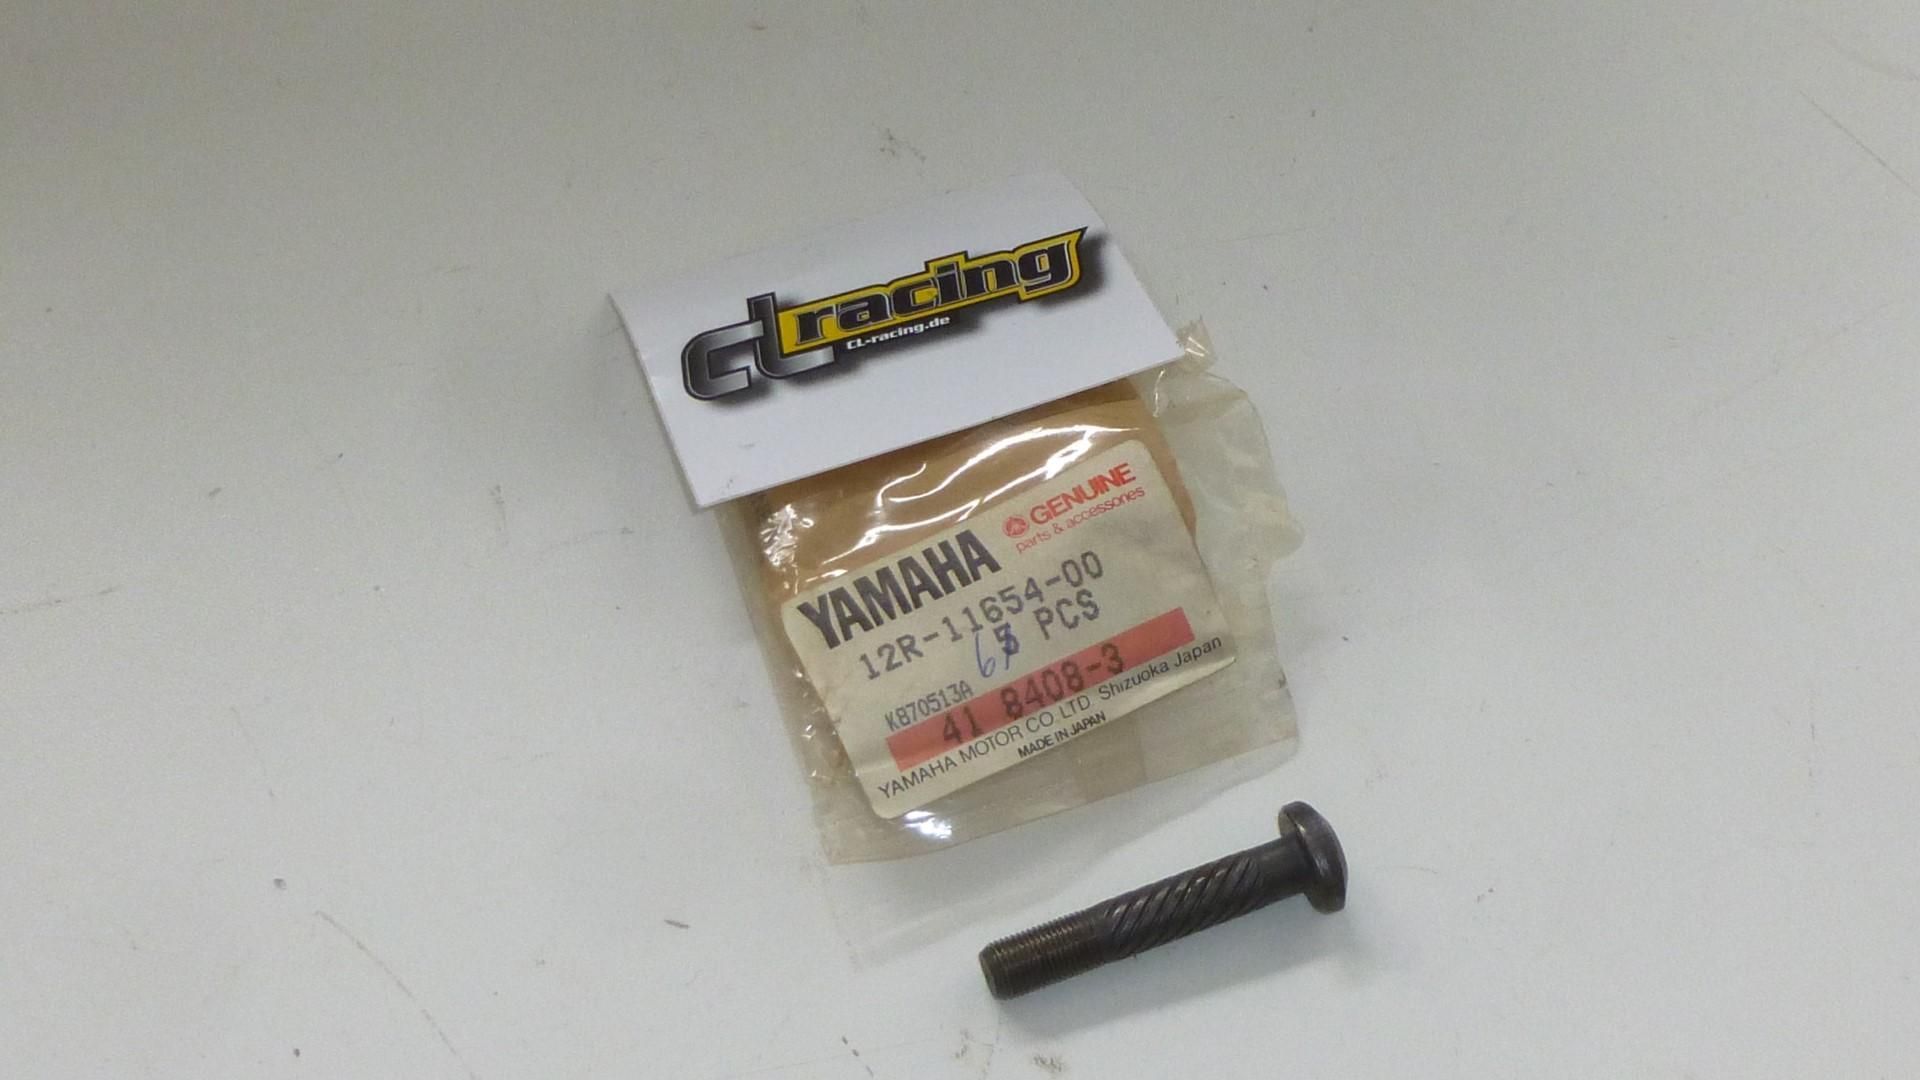 cL racing
CL-racing.de
YAMAHA
GENUINE
parts & accessories
12R-11654-00
6 PCS
K870513A
41 8408-3
YAMAHA MOTOR CO. LTD. Shizuoka Japan
MADE IN JAPAN